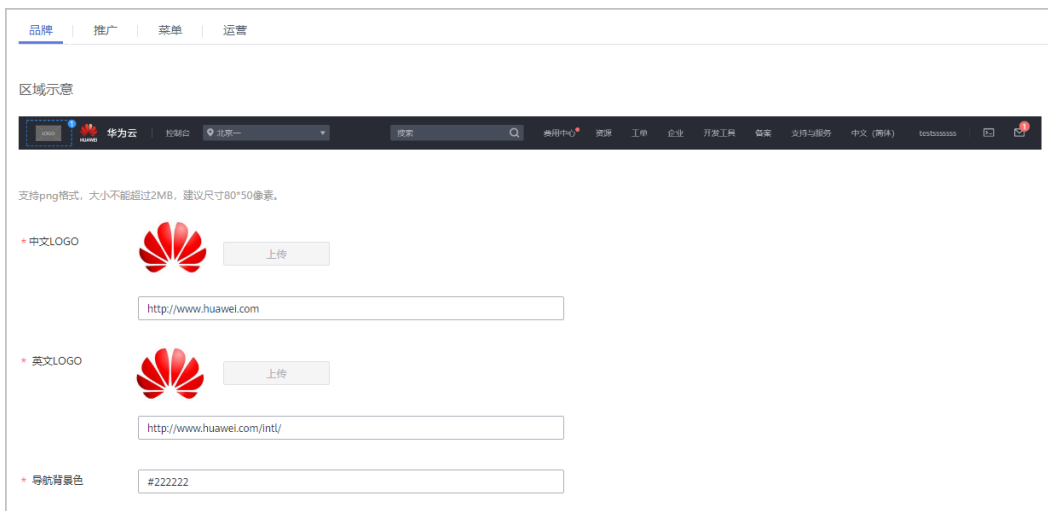 品牌 推广 菜单 运营
区域示意
LOGO 1 HUAWEI 华为云 控制台 北京一 搜索 费用中心 资源 工单 企业 开发工具 备案 支持与服务 中文 (简体) testsssssss 1
支持png格式，大小不能超过2MB，建议尺寸80*50像素。
* 中文LOGO 上传
http://www.huawei.com
* 英文LOGO 上传
http://www.huawei.com/intl/
* 导航背景色 #222222